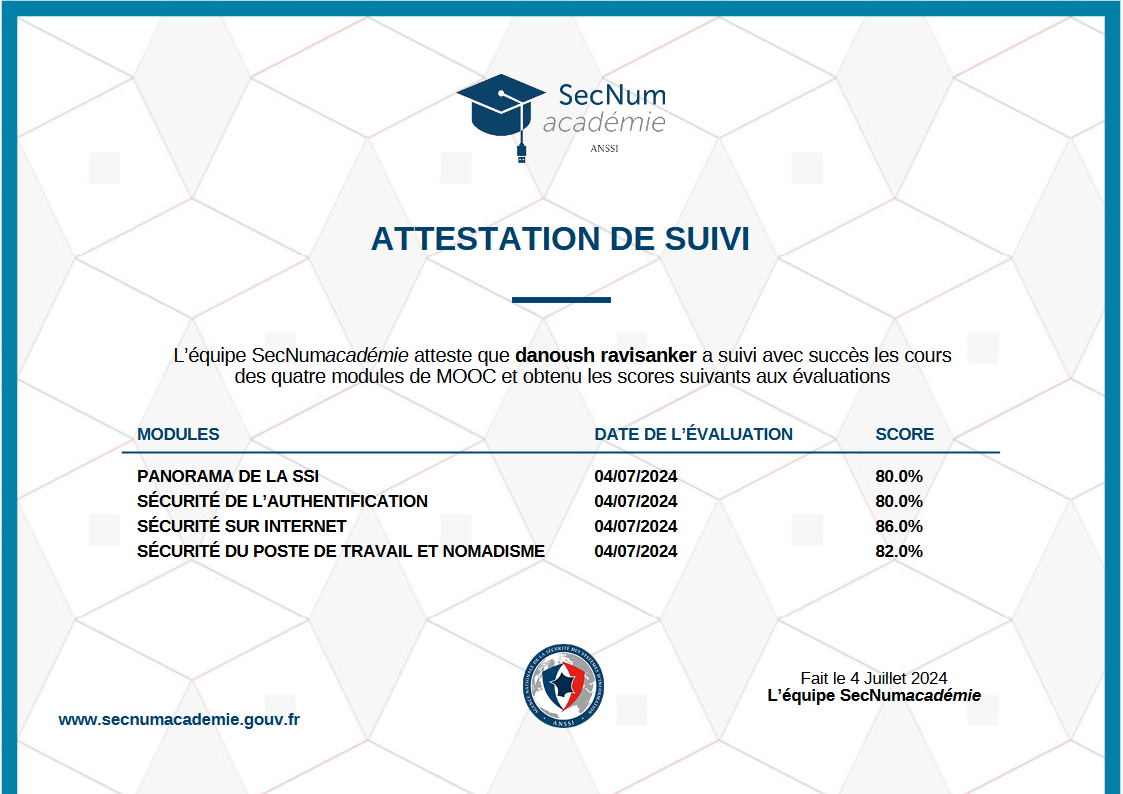 SecNum
académie
ANSSI
ATTESTATION DE SUIVI
L’équipe SecNumacadémie atteste que danoush ravisanker a suivi avec succès les cours
des quatre modules de MOOC et obtenu les scores suivants aux évaluations
MODULES DATE DE L’ÉVALUATION SCORE
PANORAMA DE LA SSI 04/07/2024 80.0%
SÉCURITÉ DE L’AUTHENTIFICATION 04/07/2024 80.0%
SÉCURITÉ SUR INTERNET 04/07/2024 86.0%
SÉCURITÉ DU POSTE DE TRAVAIL ET NOMADISME 04/07/2024 82.0%
AGENCE NATIONALE DE LA SÉCURITÉ DES SYSTÈMES D'INFORMATION
ANSSI
Fait le 4 Juillet 2024
L’équipe SecNumacadémie
www.secnumacademie.gouv.fr